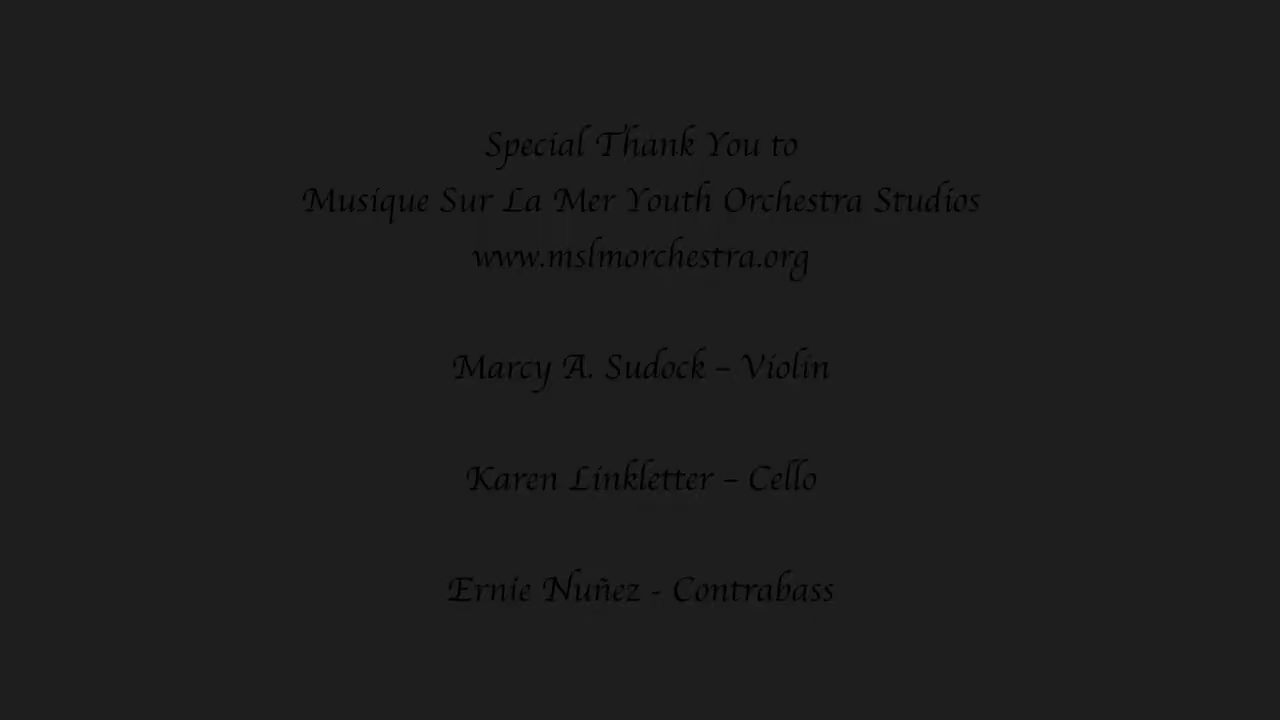 Special Thank You to
Musique Sur La Mer Youth Orchestra Studios
www.mslmorchestra.org
Marcy A. Sudock – Violin
Karen Linkletter – Cello
Ernie Nuñez - Contrabass